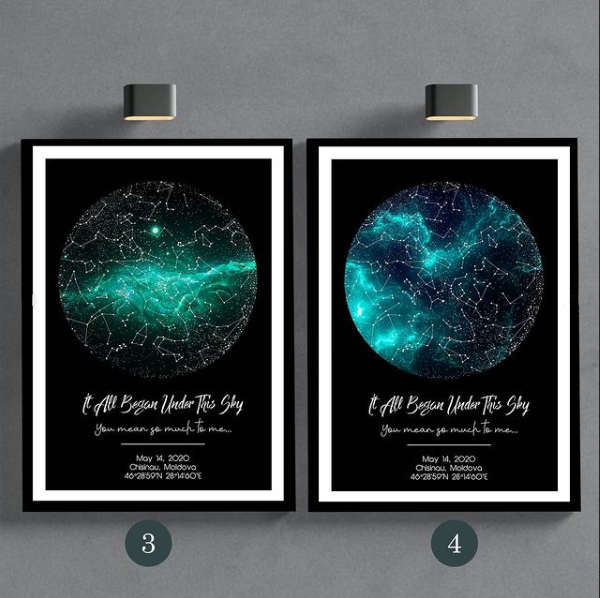 It All Began Under This Sky
You mean so much to me...
May 14, 2020
Chisinau, Moldova
46°28'59"N 28°14'60"E
3
It All Began Under This Sky
You mean so much to me...
May 14, 2020
Chisinau, Moldova
46°28'59"N 28°14'60"E
4